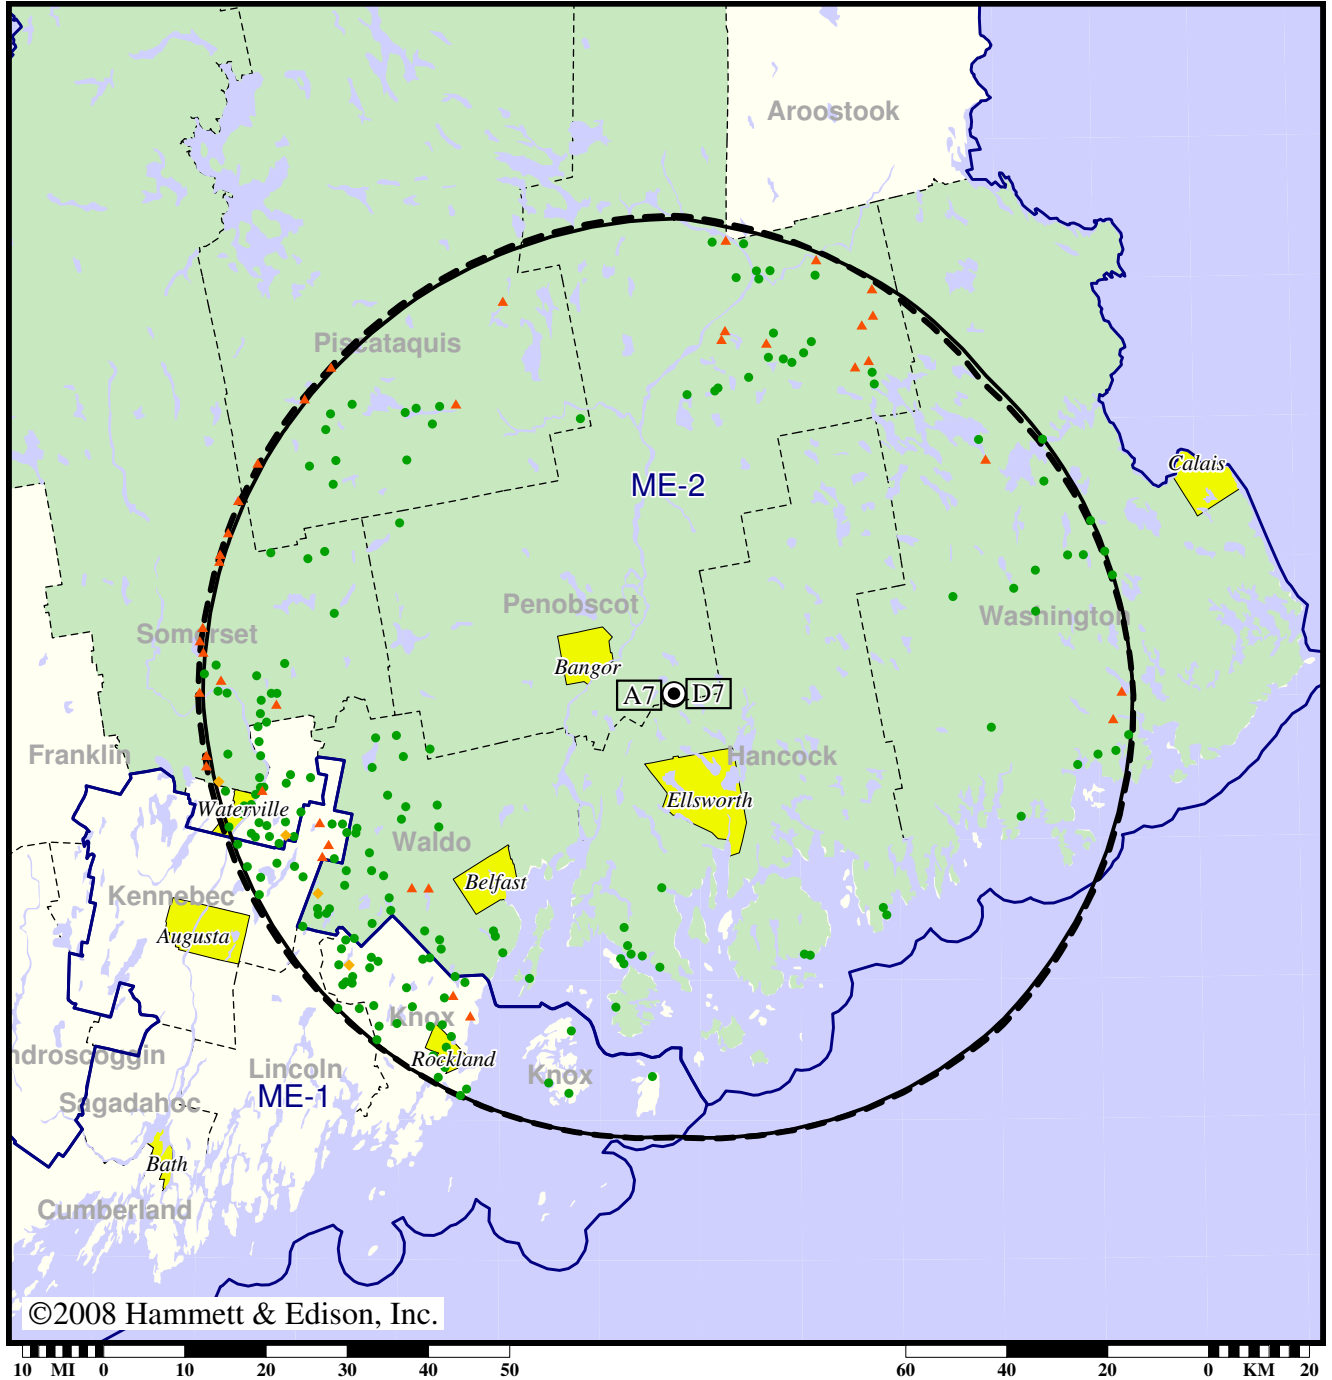 Aroostook
Piscataquis
Calais
ME-2
Penobscot
Washington
Somerset
Bangor
A7 D7
Franklin
Hancock
Waterville
Ellsworth
Waldo
Belfast
Kennebec
Augusta
Knox
ndroscoggin
Rockland
Lincoln
Knox
ME-1
Sagadahoc
Bath
Cumberland
©2008 Hammett & Edison, Inc.
10 MI 0 10 20 30 40 50 60 40 20 0 KM 20